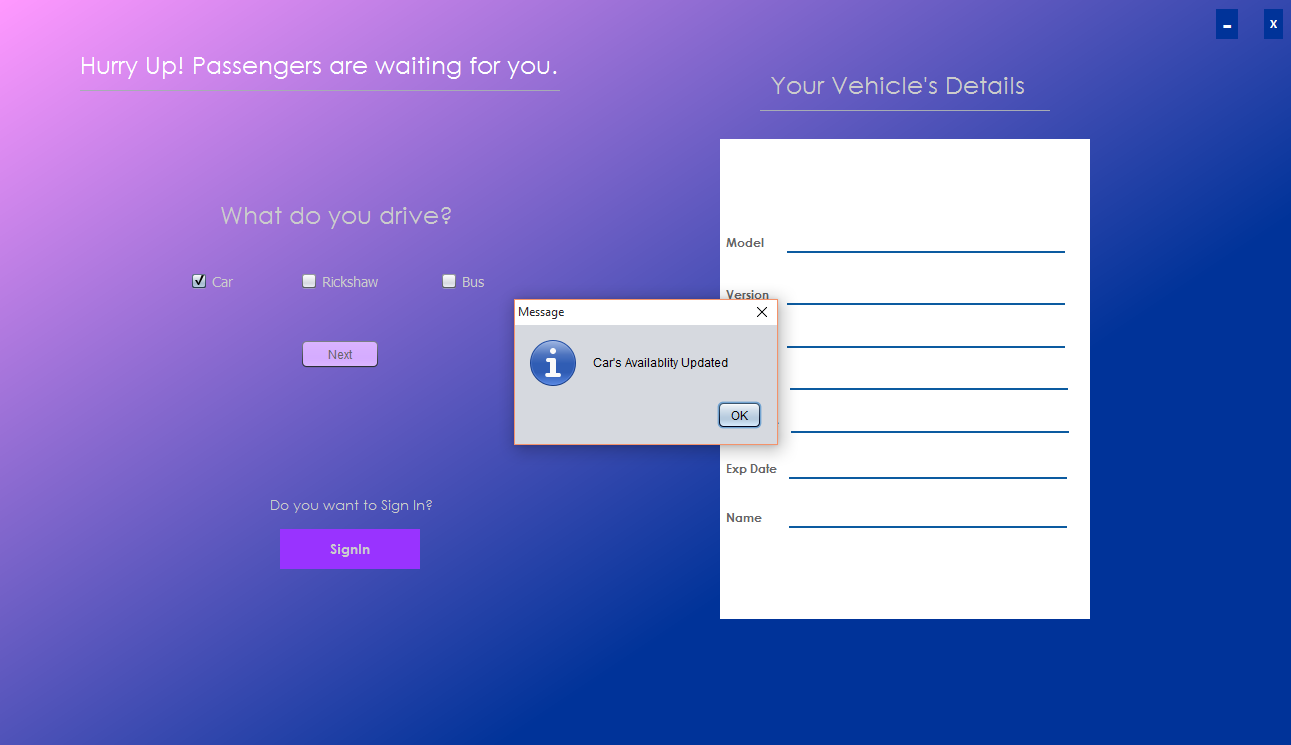 X
Hurry Up! Passengers are waiting for you.
Your Vehicle's Details
What do you drive?
Car
Rickshaw
Bus
Next
Do you want to Sign In?
SignIn
Model
Version
Exp Date
Name
Message
Car's Availablity Updated
OK